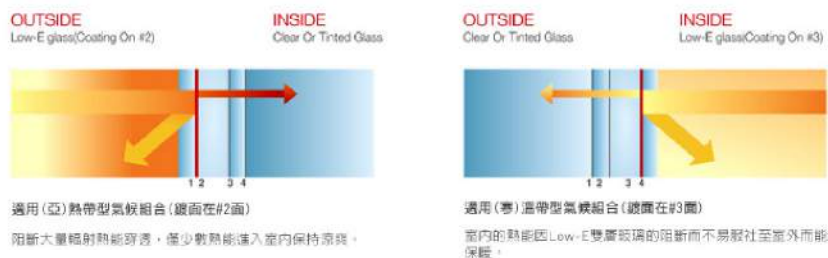 OUTSIDE
Low-E glass(Coating On #2)
INSIDE
Clear Or Tinted Glass
1 2 3 4
適用(亞)熱帶型氣候組合(鍍面在#2面)
阻斷大量輻射熱能穿透，僅少數熱能進入室內保持涼爽。
OUTSIDE
Clear Or Tinted Glass
INSIDE
Low-E glass(Coating On #3)
1 2 3 4
適用(寒)溫帶型氣候組合(鍍面在#3面)
室內的熱能因Low-E雙層玻璃的阻斷而不易服社至室外而能
保暖。